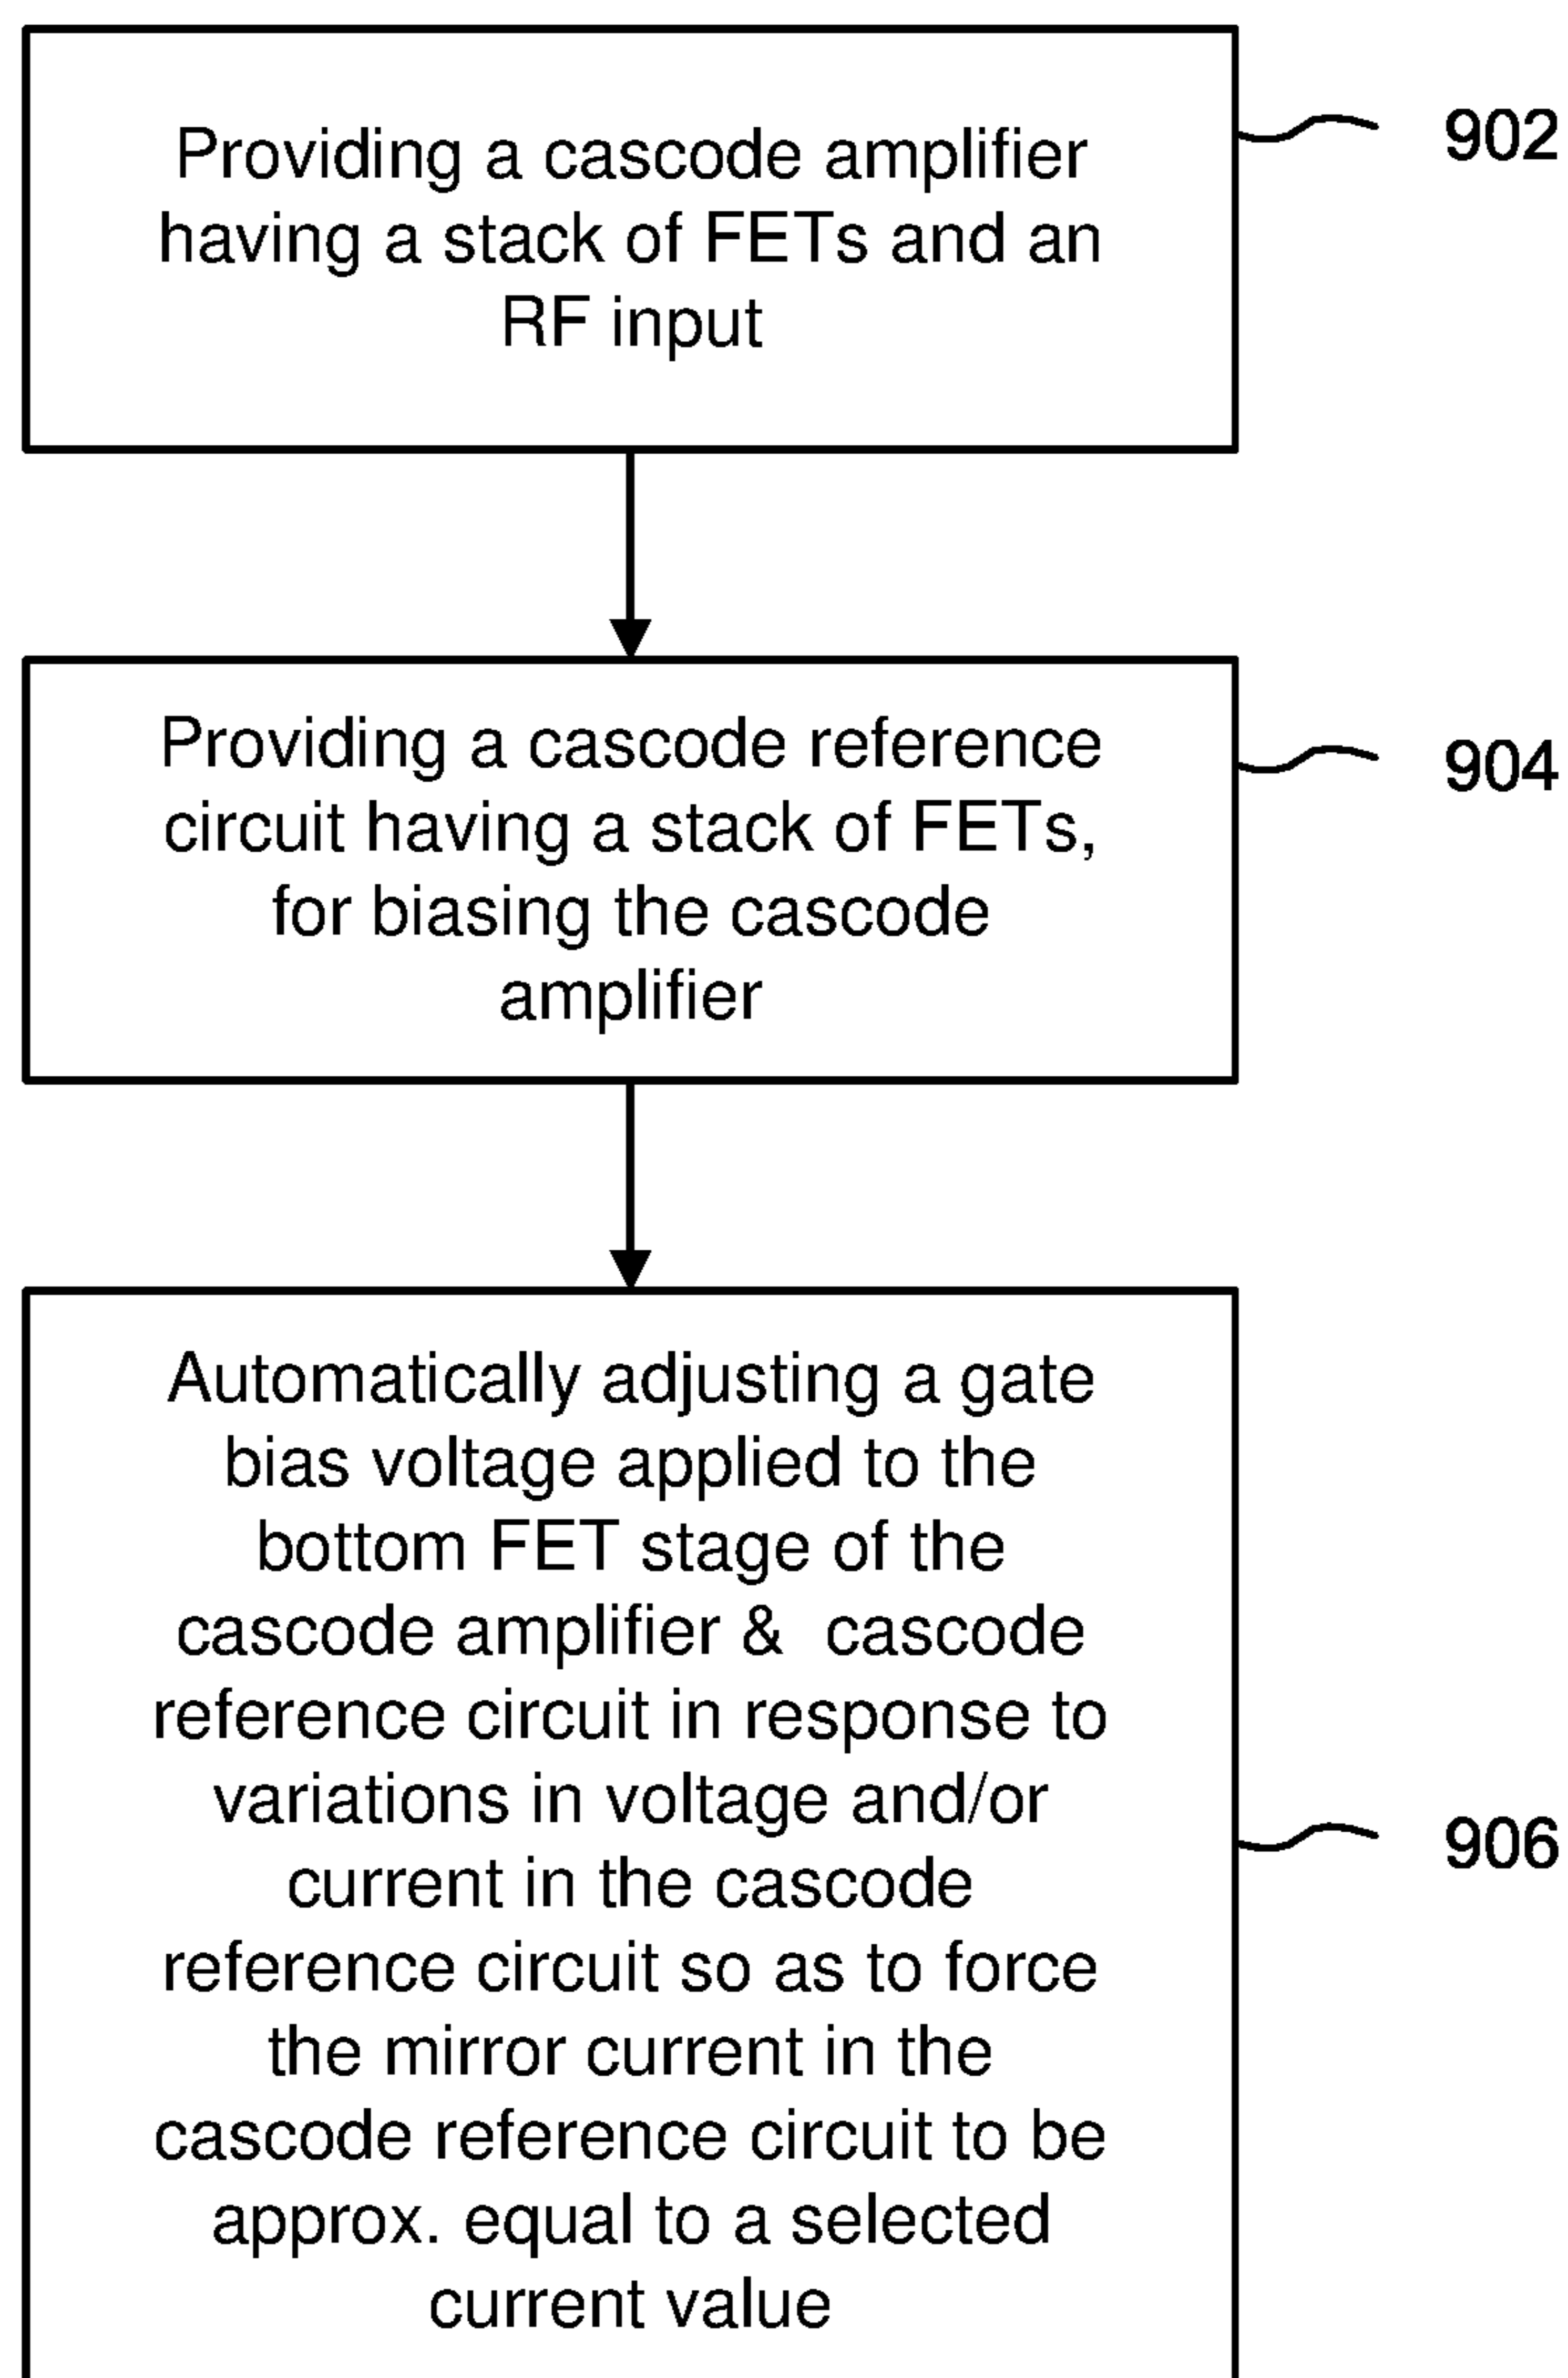 Providing a cascode amplifier
having a stack of FETs and an
RF input
902
Providing a cascode reference
circuit having a stack of FETs,
for biasing the cascode
amplifier
904
Automatically adjusting a gate
bias voltage applied to the
bottom FET stage of the
cascode amplifier & cascode
reference circuit in response to
variations in voltage and/or
current in the cascode
reference circuit so as to force
the mirror current in the
cascode reference circuit to be
approx. equal to a selected
current value
906